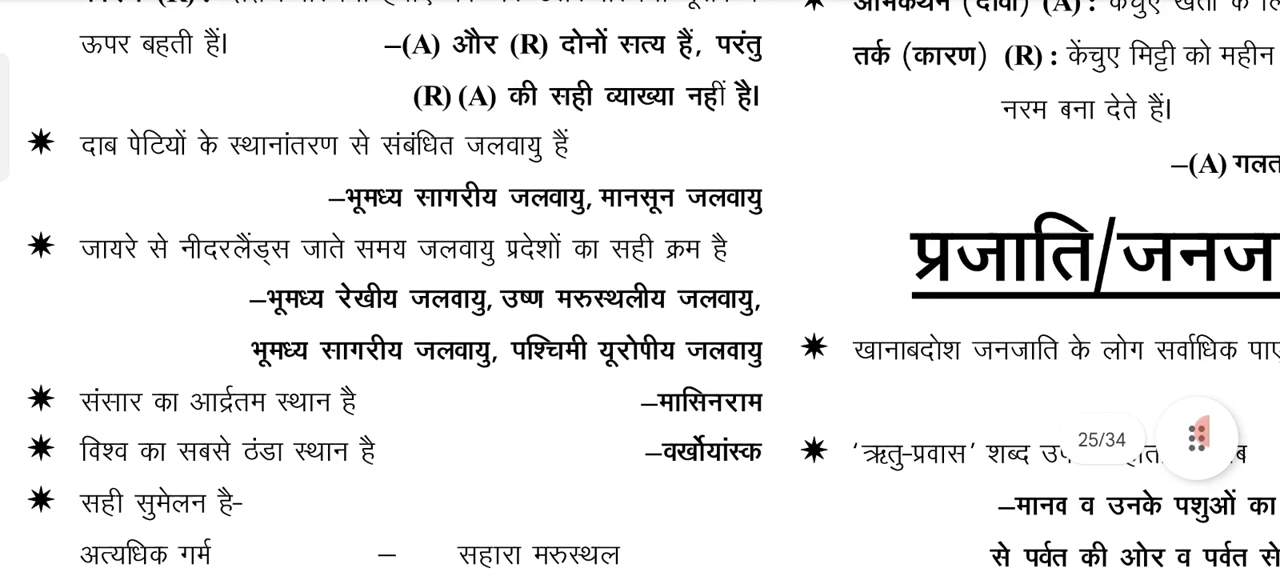 ऊपर बहती हैं।
–(A) और (R) दोनों सत्य हैं, परंतु
(R) (A) की सही व्याख्या नहीं है।
✷ दाब पेटियों के स्थानांतरण से संबंधित जलवायु हैं
–भूमध्य सागरीय जलवायु, मानसून जलवायु
✷ जायरे से नीदरलैंड्स जाते समय जलवायु प्रदेशों का सही क्रम है
–भूमध्य रेखीय जलवायु, उष्ण मरुस्थलीय जलवायु,
भूमध्य सागरीय जलवायु, पश्चिमी यूरोपीय जलवायु
✷ संसार का आर्द्रतम स्थान है –मासिनराम
✷ विश्व का सबसे ठंडा स्थान है –वर्खोयांस्क
✷ सही सुमेलन है-
अत्यधिक गर्म – सहारा मरुस्थल
तर्क (कारण) (R) : केंचुए मिट्टी को महीन
नरम बना देते हैं।
–(A) गलत
प्रजाति/जनज
✷ खानाबदोश जनजाति के लोग सर्वाधिक
25/34
✷ ‘ऋतु-प्रवास’ शब्द
–मानव व उनके पशुओं का
से पर्वत की ओर व पर्वत से